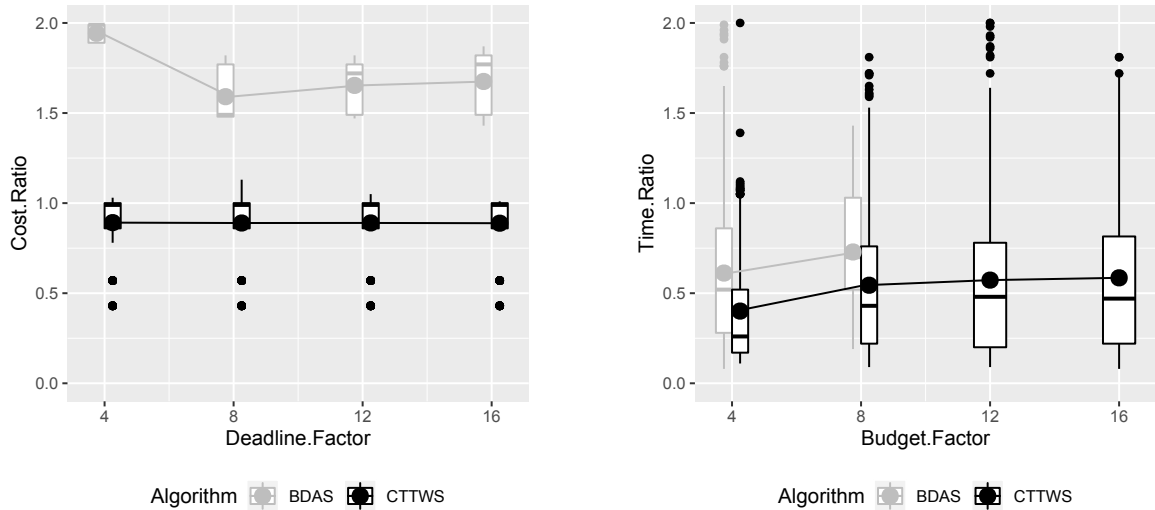 2.0
1.5
1.0
0.5
0.0
Cost.Ratio
4 8 12 16
Deadline.Factor
Algorithm BDAS CTTWS
2.0
1.5
1.0
0.5
0.0
Time.Ratio
4 8 12 16
Budget.Factor
Algorithm BDAS CTTWS